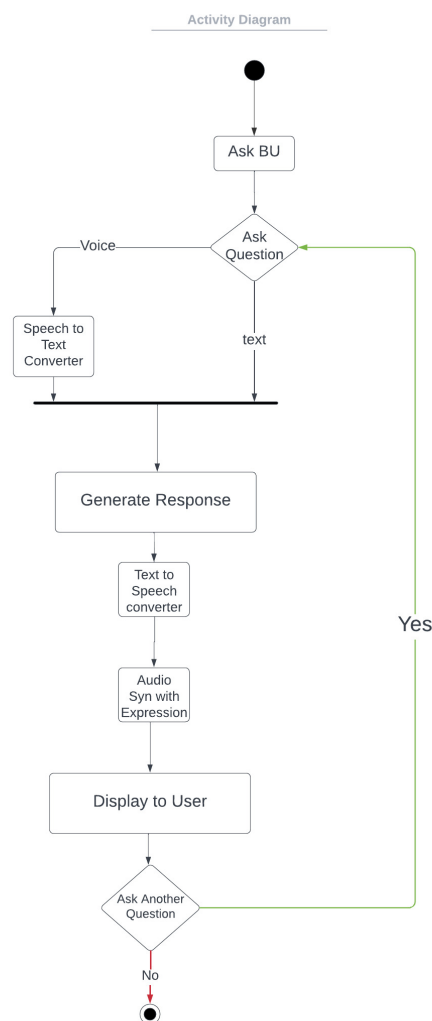 Activity Diagram
Ask BU
Ask
Question
Voice
Speech to
Text
Converter
text
Generate Response
Text to
Speech
converter
Yes
Audio
Syn with
Expression
Display to User
Ask Another
Question
No